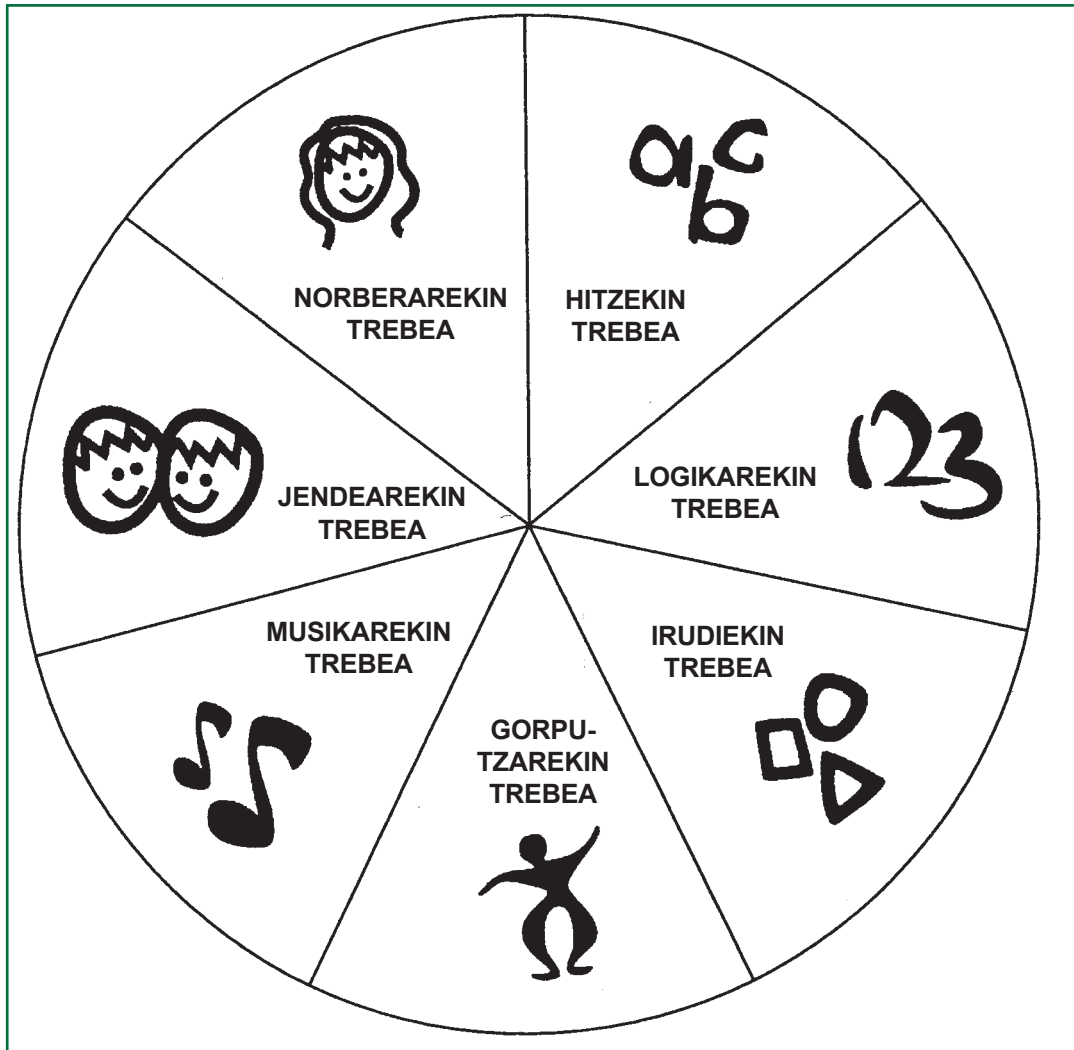 NORBERAREKIN
TREBEA
abc
HITZEKIN
TREBEA
123
LOGIKAREKIN
TREBEA
JENDEAREKIN
TREBEA
MUSIKAREKIN
TREBEA
IRUDIEKIN
TREBEA
GORPU-
TZAREKIN
TREBEA